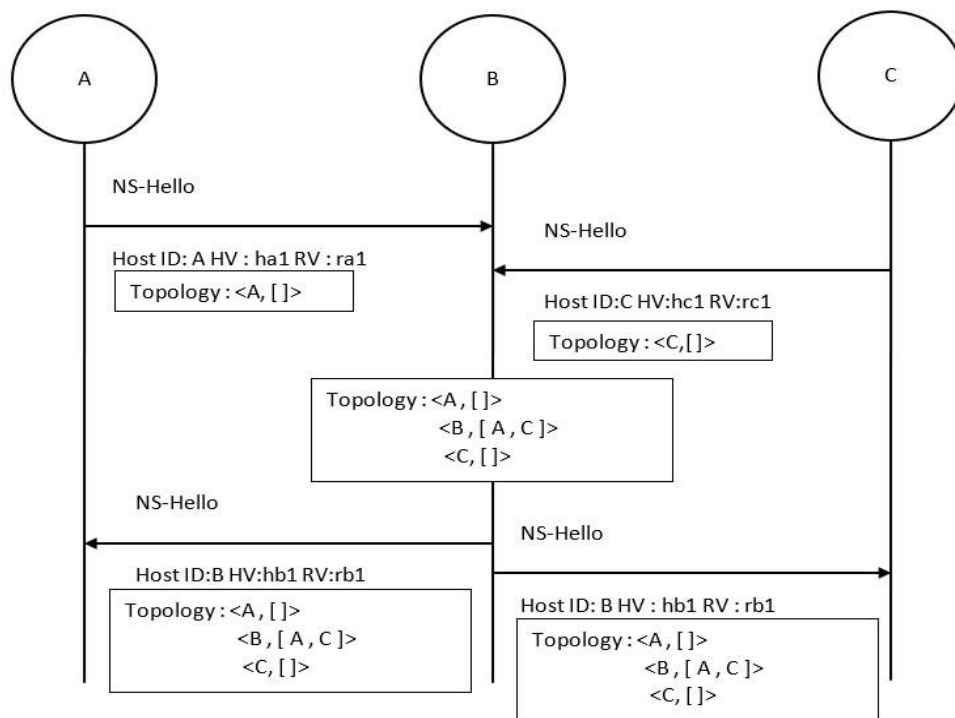 A
B
C
NS-Hello
NS-Hello
Host ID: A HV : ha1 RV : ra1
Topology : <A, [ ]>
Host ID:C HV:hc1 RV:rc1
Topology : <C,[ ]>
Topology : <A , [ ]>
<B , [ A , C ]>
<C, [ ]>
NS-Hello
NS-Hello
Host ID:B HV:hb1 RV:rb1
Topology : <A, [ ]>
<B , [ A , C ]>
<C, [ ]>
Host ID: B HV : hb1 RV : rb1
Topology : <A, [ ]>
<B , [ A , C ]>
<C, [ ]>